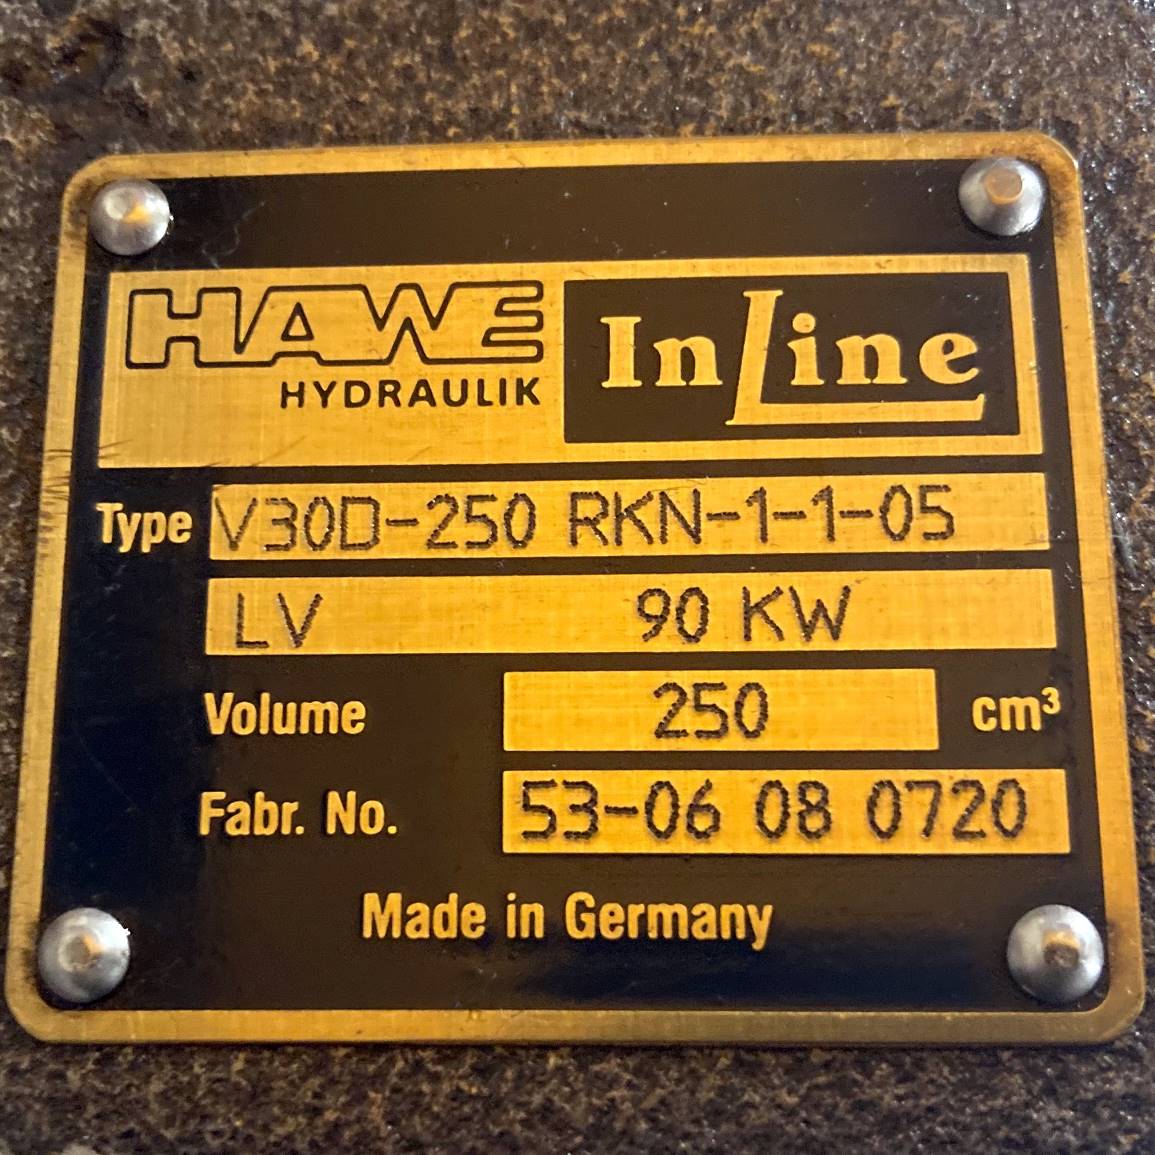 HAWE InLine
HYDRAULIK
Type V30D-250 RKN-1-1-05
LV 90 KW
Volume 250 cm³
Fabr. No. 53-06 08 0720
Made in Germany